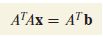 AᵀAx = Aᵀb